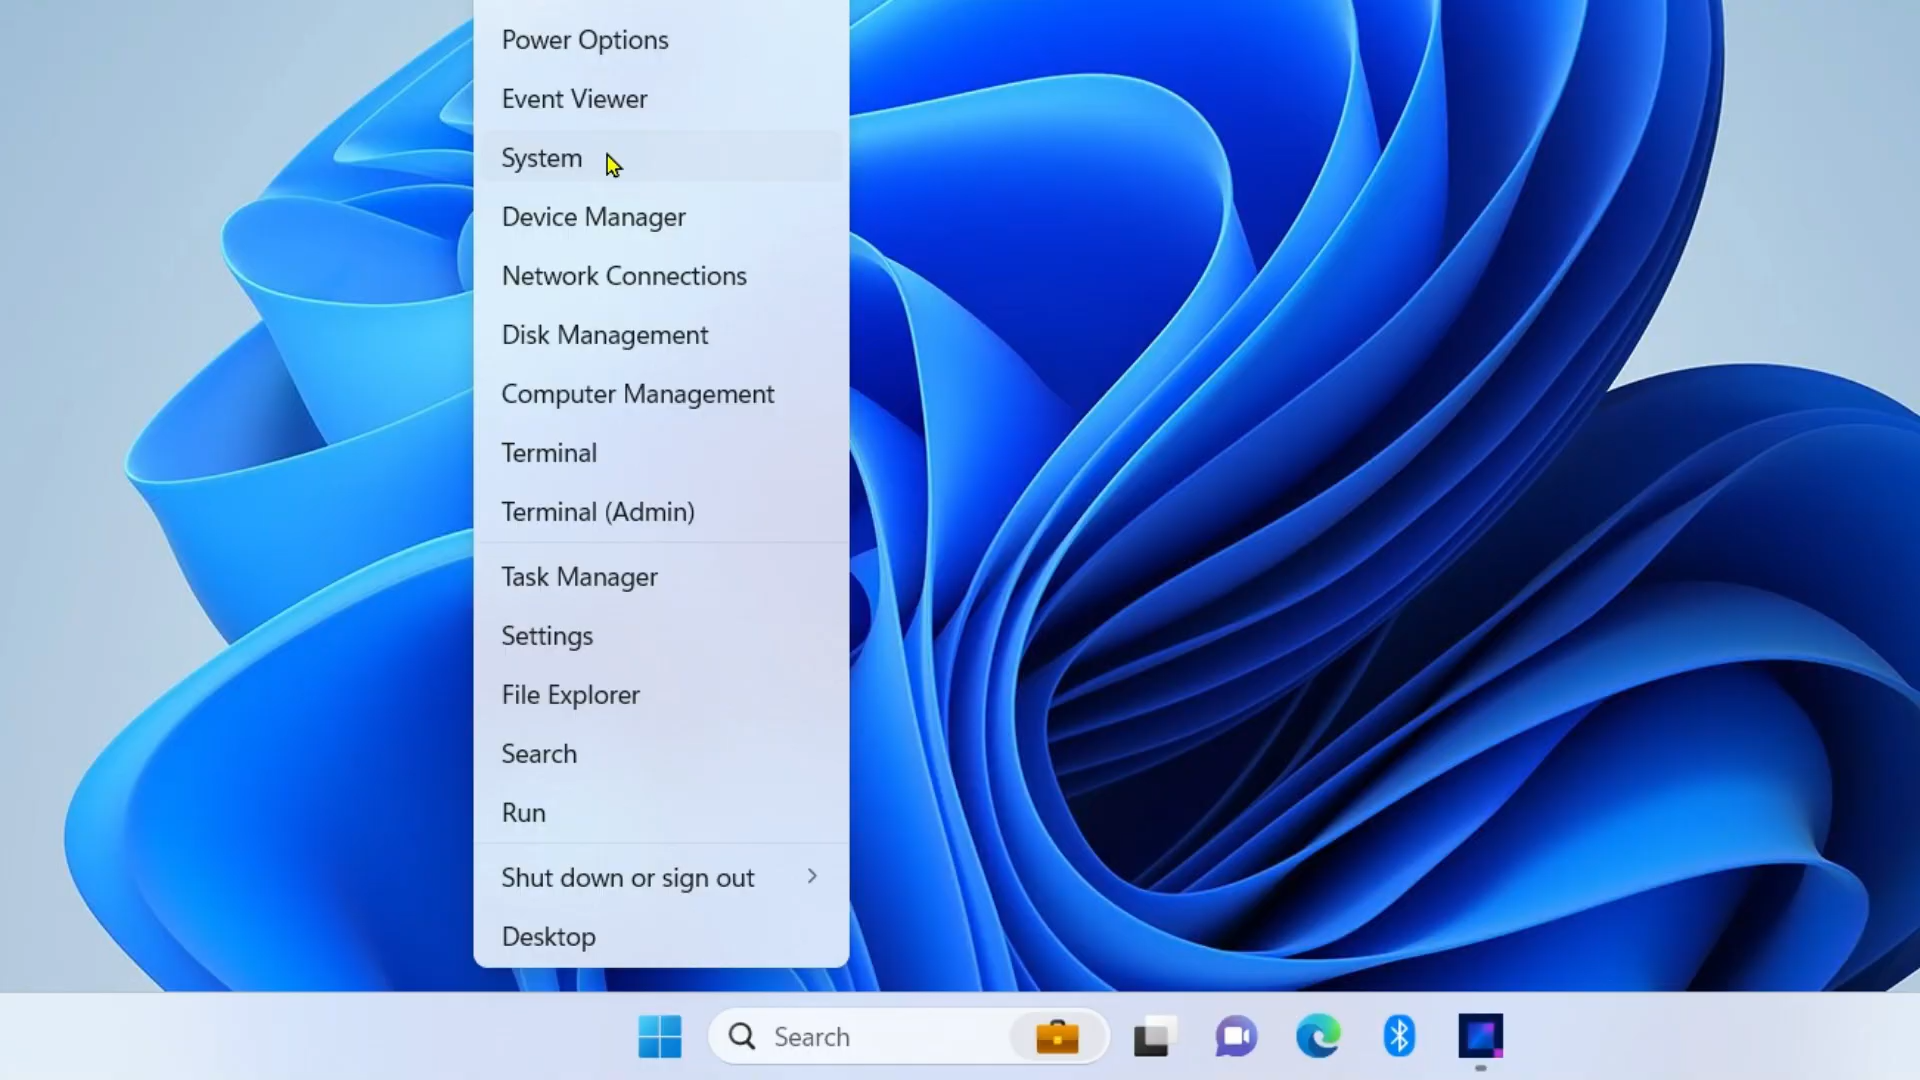 Power Options
Event Viewer
System
Device Manager
Network Connections
Disk Management
Computer Management
Terminal
Terminal (Admin)
Task Manager
Settings
File Explorer
Search
Run
Shut down or sign out
Desktop
Search